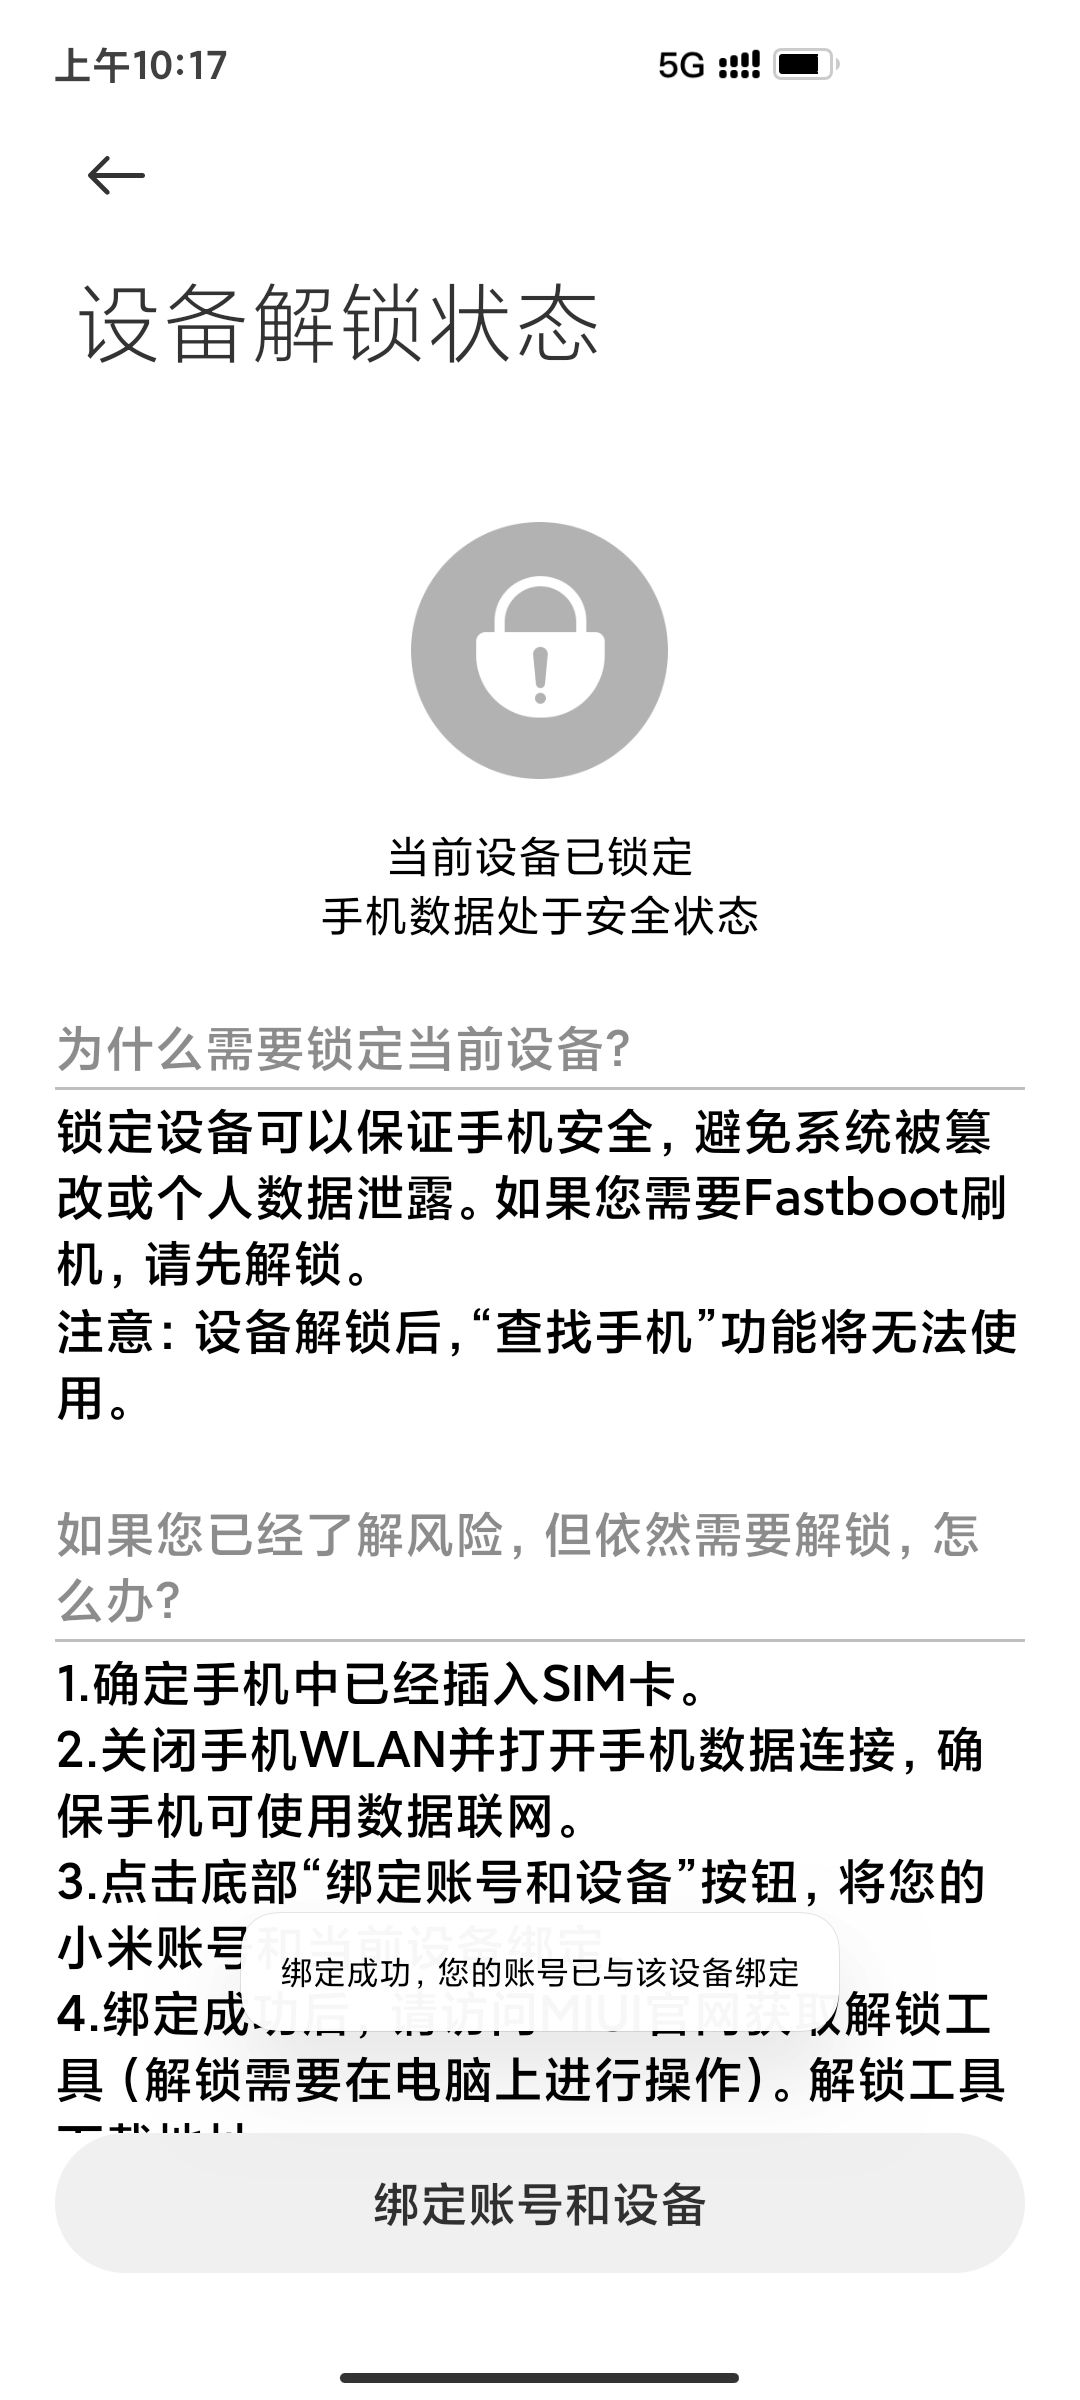 上午10:17
5G
设备解锁状态
当前设备已锁定
手机数据处于安全状态
为什么需要锁定当前设备?
锁定设备可以保证手机安全，避免系统被篡
改或个人数据泄露。如果您需要Fastboot刷
机，请先解锁。
注意：设备解锁后，“查找手机”功能将无法使
用。
如果您已经了解风险，但依然需要解锁，怎
么办?
1.确定手机中已经插入SIM卡。
2.关闭手机WLAN并打开手机数据连接，确
保手机可使用数据联网。
3.点击底部“绑定账号和设备”按钮，将您的
小米账号和当前设备绑定。
绑定成功，您的账号已与该设备绑定
4.绑定成功后，请访问MIUI官网获取解锁工
具（解锁需要在电脑上进行操作）。解锁工具
下载地址
绑定账号和设备